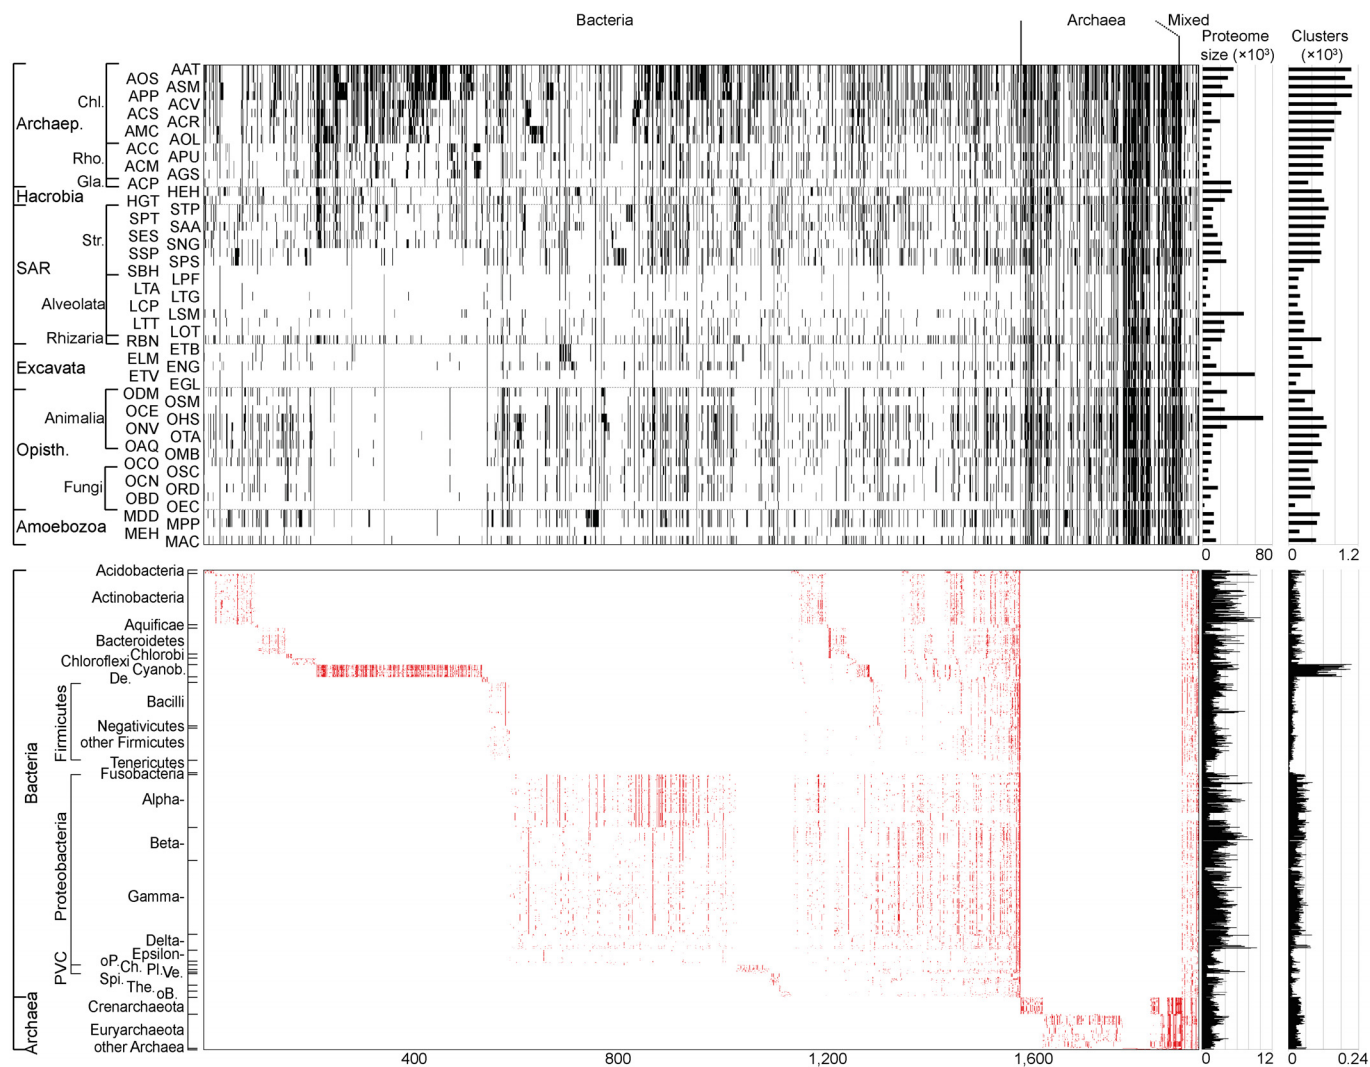 Bacteria
Archaea
Mixed
Proteome
size (×10³)
Clusters
(×10³)
Archaep.
Chl.
AAT
AOS
ASM
APP
ACV
ACS
ACR
AMC
AOL
Rho.
ACC
APU
ACM
AGS
Gla.
ACP
Hacrobia
HEH
HGT
SAR
Str.
STP
SPT
SAA
SES
SNG
SSP
SPS
SBH
Alveolata
LPF
LTA
LTG
LCP
LSM
LTT
LOT
Rhizaria
RBN
Excavata
ETB
ELM
ENG
ETV
EGL
Opisth.
Animalia
ODM
OSM
OCE
OHS
ONV
OTA
OAQ
OMB
Fungi
OCO
OSC
OCN
ORD
OBD
OEC
Amoebozoa
MDD
MPP
MEH
MAC
0 80
0 1.2
Bacteria
Acidobacteria
Actinobacteria
Aquificae
Bacteroidetes
Chlorobi
Chloroflexi
Cyanob.
De.
Firmicutes
Bacilli
Negativicutes
other Firmicutes
Tenericutes
Fusobacteria
Proteobacteria
Alpha-
Beta-
Gamma-
Delta-
Epsilon-
oP.
PVC
Ch. Pl. Ve.
Spi.
The.
oB.
Archaea
Crenarchaeota
Euryarchaeota
other Archaea
400 800 1,200 1,600
0 12
0 0.24